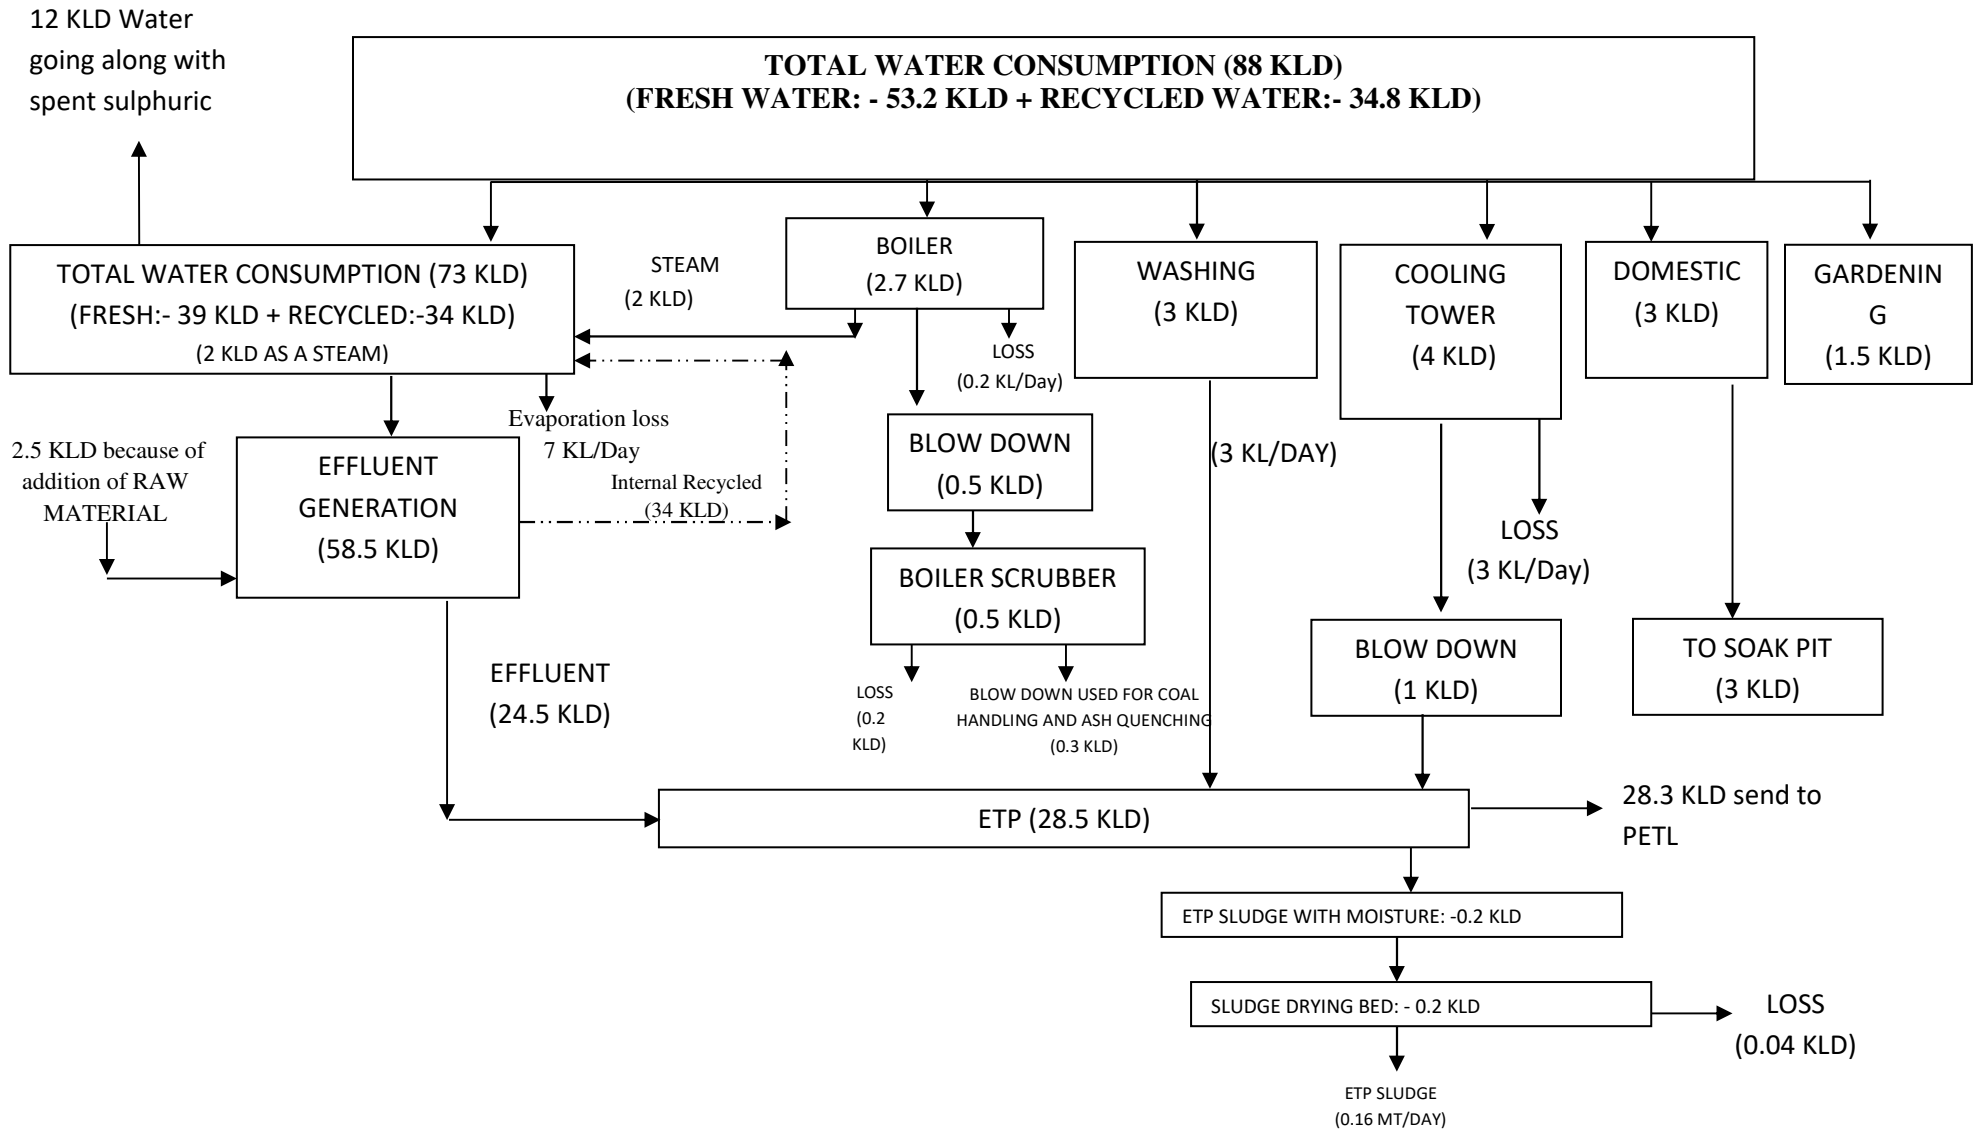 12 KLD Water
going along with
spent sulphuric
TOTAL WATER CONSUMPTION (88 KLD)
(FRESH WATER: - 53.2 KLD + RECYCLED WATER:- 34.8 KLD)
TOTAL WATER CONSUMPTION (73 KLD)
(FRESH:- 39 KLD + RECYCLED:-34 KLD)
(2 KLD AS A STEAM)
STEAM
(2 KLD)
BOILER
(2.7 KLD)
WASHING
(3 KLD)
COOLING
TOWER
(4 KLD)
DOMESTIC
(3 KLD)
GARDENIN
G
(1.5 KLD)
LOSS
(0.2 KL/Day)
Evaporation loss
7 KL/Day
2.5 KLD because of
addition of RAW
MATERIAL
EFFLUENT
GENERATION
(58.5 KLD)
Internal Recycled
(34 KLD)
BLOW DOWN
(0.5 KLD)
(3 KL/DAY)
LOSS
(3 KL/Day)
BOILER SCRUBBER
(0.5 KLD)
EFFLUENT
(24.5 KLD)
LOSS
(0.2
KLD)
BLOW DOWN USED FOR COAL
HANDLING AND ASH QUENCHING
(0.3 KLD)
BLOW DOWN
(1 KLD)
TO SOAK PIT
(3 KLD)
ETP (28.5 KLD)
28.3 KLD send to
PETL
ETP SLUDGE WITH MOISTURE: -0.2 KLD
SLUDGE DRYING BED: - 0.2 KLD
LOSS
(0.04 KLD)
ETP SLUDGE
(0.16 MT/DAY)